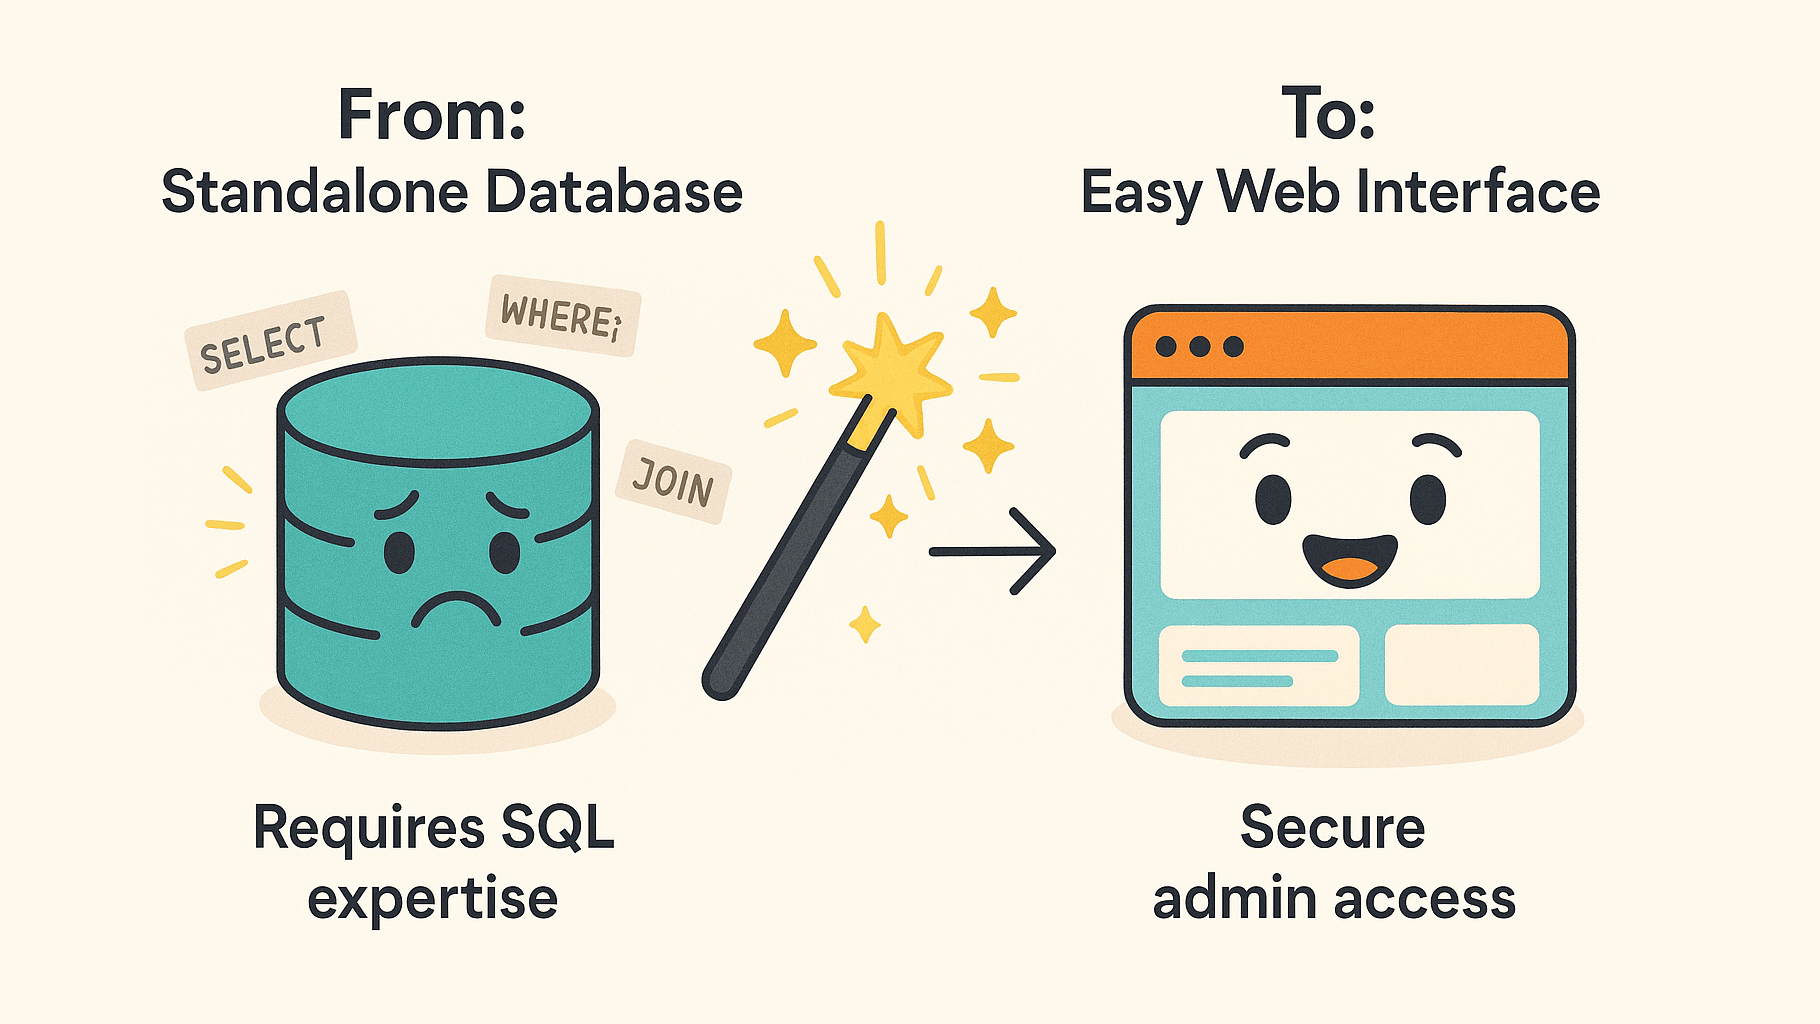 From:
Standalone Database
SELECT
WHERE;
JOIN
Requires SQL
expertise
To:
Easy Web Interface
Secure
admin access